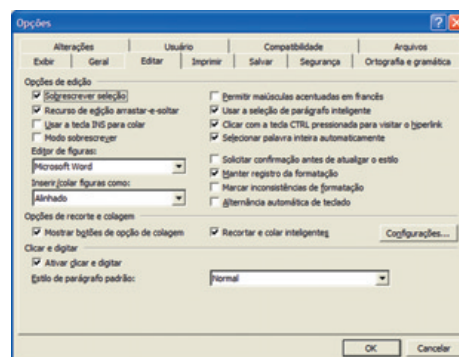 Opções
Alterações Usuário Compatibilidade Arquivos
Exibir Geral Editar Imprimir Salvar Segurança Ortografia e gramática
Opções de edição
Sobrescrever seleção
Recurso de edição arrastar-e-soltar
Usar a tecla INS para colar
Modo sobrescrever
Editor de figuras:
Microsoft Word
Inserir/colar figuras como:
Alinhado
Permitir maiúsculas acentuadas em francês
Usar a seleção de parágrafo inteligente
Clicar com a tecla CTRL pressionada para visitar o hiperlink
Selecionar palavra inteira automaticamente
Solicitar confirmação antes de atualizar o estilo
Manter registro da formatação
Marcar inconsistências de formatação
Alternância automática de teclado
Opções de recorte e colagem
Mostrar botões de opção de colagem Recortar e colar inteligentes Configurações...
Clicar e digitar
Ativar clicar e digitar
Estilo de parágrafo padrão: Normal
OK Cancelar